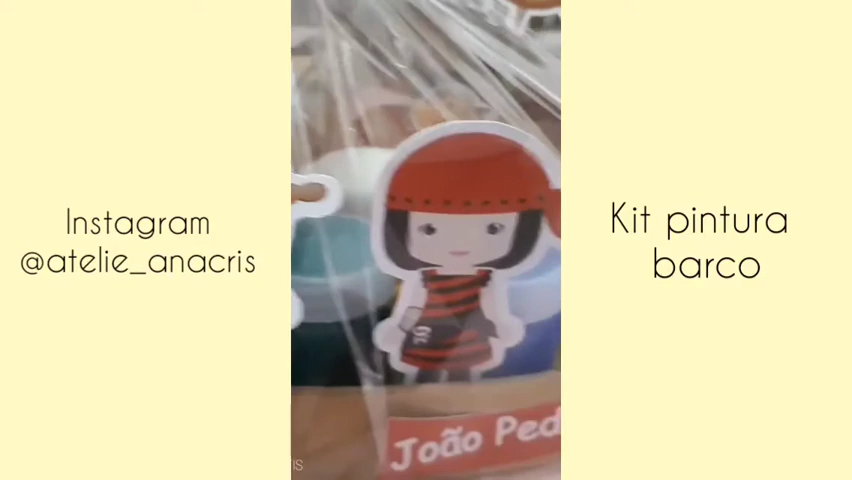 Instagram
@atelie_anacris
Kit pintura
barco
João Ped